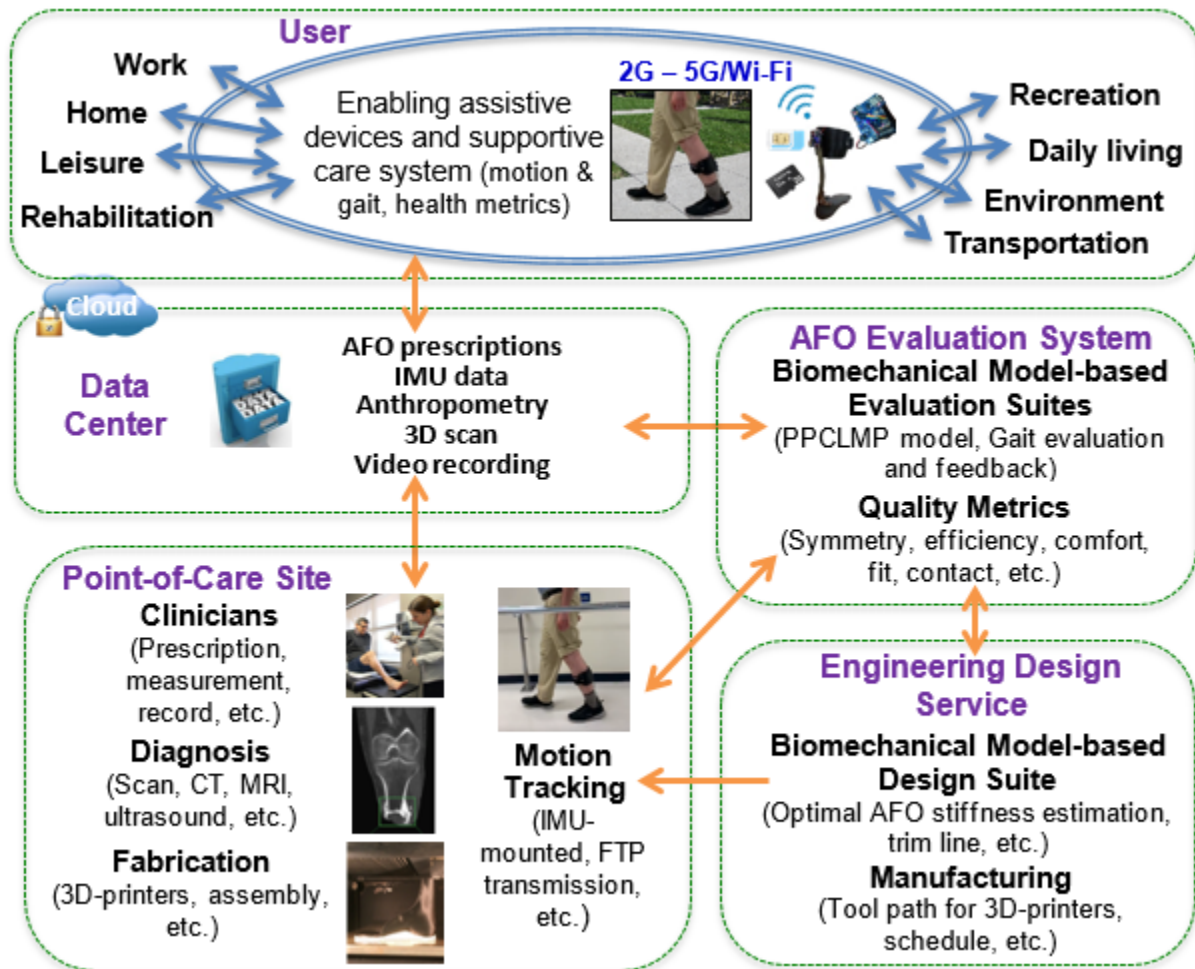 User
Work
Home
Leisure
Rehabilitation
Enabling assistive
devices and supportive
care system (motion &
gait, health metrics)
2G – 5G/Wi-Fi
Recreation
Daily living
Environment
Transportation
Cloud
Data
Center
AFO prescriptions
IMU data
Anthropometry
3D scan
Video recording
AFO Evaluation System
Biomechanical Model-based
Evaluation Suites
(PPCLMP model, Gait evaluation
and feedback)
Quality Metrics
(Symmetry, efficiency, comfort,
fit, contact, etc.)
Point-of-Care Site
Clinicians
(Prescription,
measurement,
record, etc.)
Diagnosis
(Scan, CT, MRI,
ultrasound, etc.)
Fabrication
(3D-printers, assembly,
etc.)
Motion
Tracking
(IMU-
mounted, FTP
transmission,
etc.)
Engineering Design
Service
Biomechanical Model-based
Design Suite
(Optimal AFO stiffness estimation,
trim line, etc.)
Manufacturing
(Tool path for 3D-printers,
schedule, etc.)